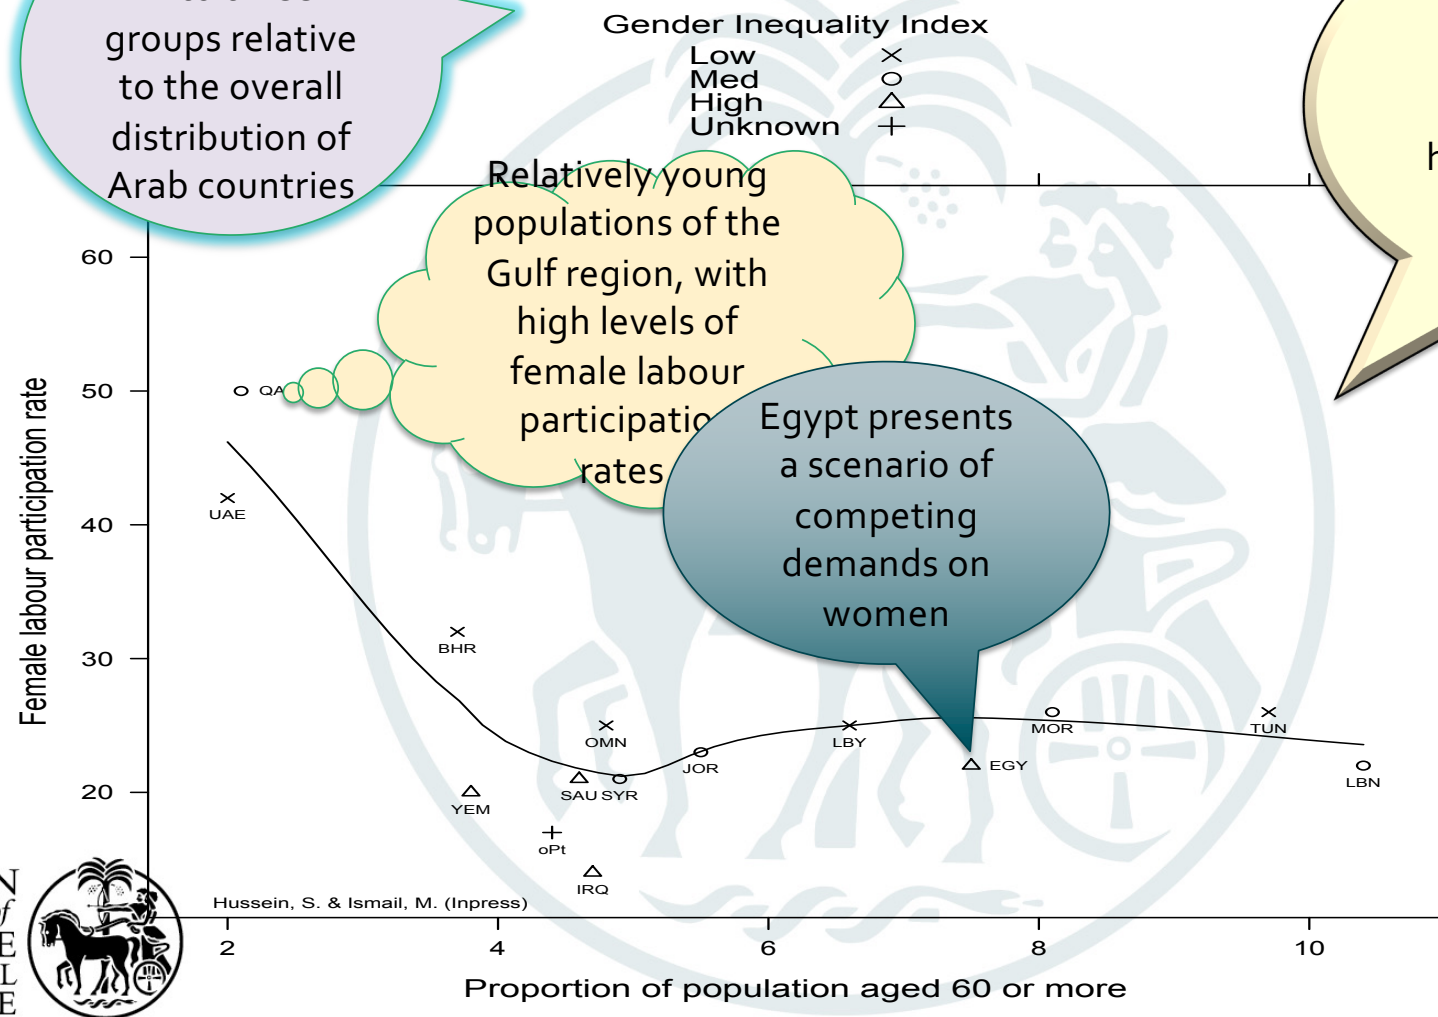 groups relative
to the overall
distribution of
Arab countries
Gender Inequality Index
Low
Med
High
Unknown
Relatively young
populations of the
Gulf region, with
high levels of
female labour
participatio
rates
Egypt presents
a scenario of
competing
demands on
women
h
Female labour participation rate
60
50
40
30
20
QA
UAE
BHR
OMN
YEM
SAU SYR
JOR
oPt
IRQ
LBY
EGY
MOR
TUN
LBN
Hussein, S. & Ismail, M. (Inpress)
2 4 6 8 10
Proportion of population aged 60 or more
N
of
E
L
E